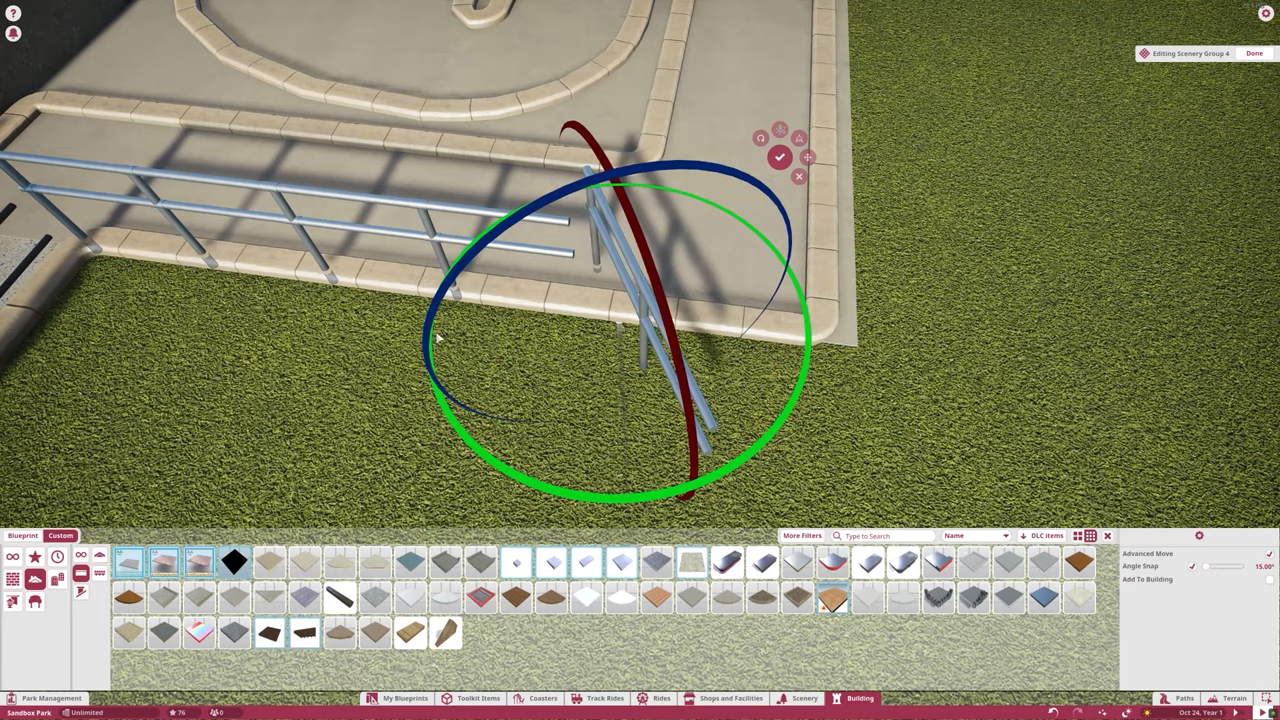 ?
Editing Scenery Group 4
Done
Blueprint
Custom
More Filters
Type to Search
Name
DLC items
Advanced Move
Angle Snap
15.00°
Add To Building
Park Management
My Blueprints
Toolkit Items
Coasters
Track Rides
Rides
Shops and Facilities
Scenery
Building
Paths
Terrain
Sandbox Park
Unlimited
76
0
Oct 24, Year 1